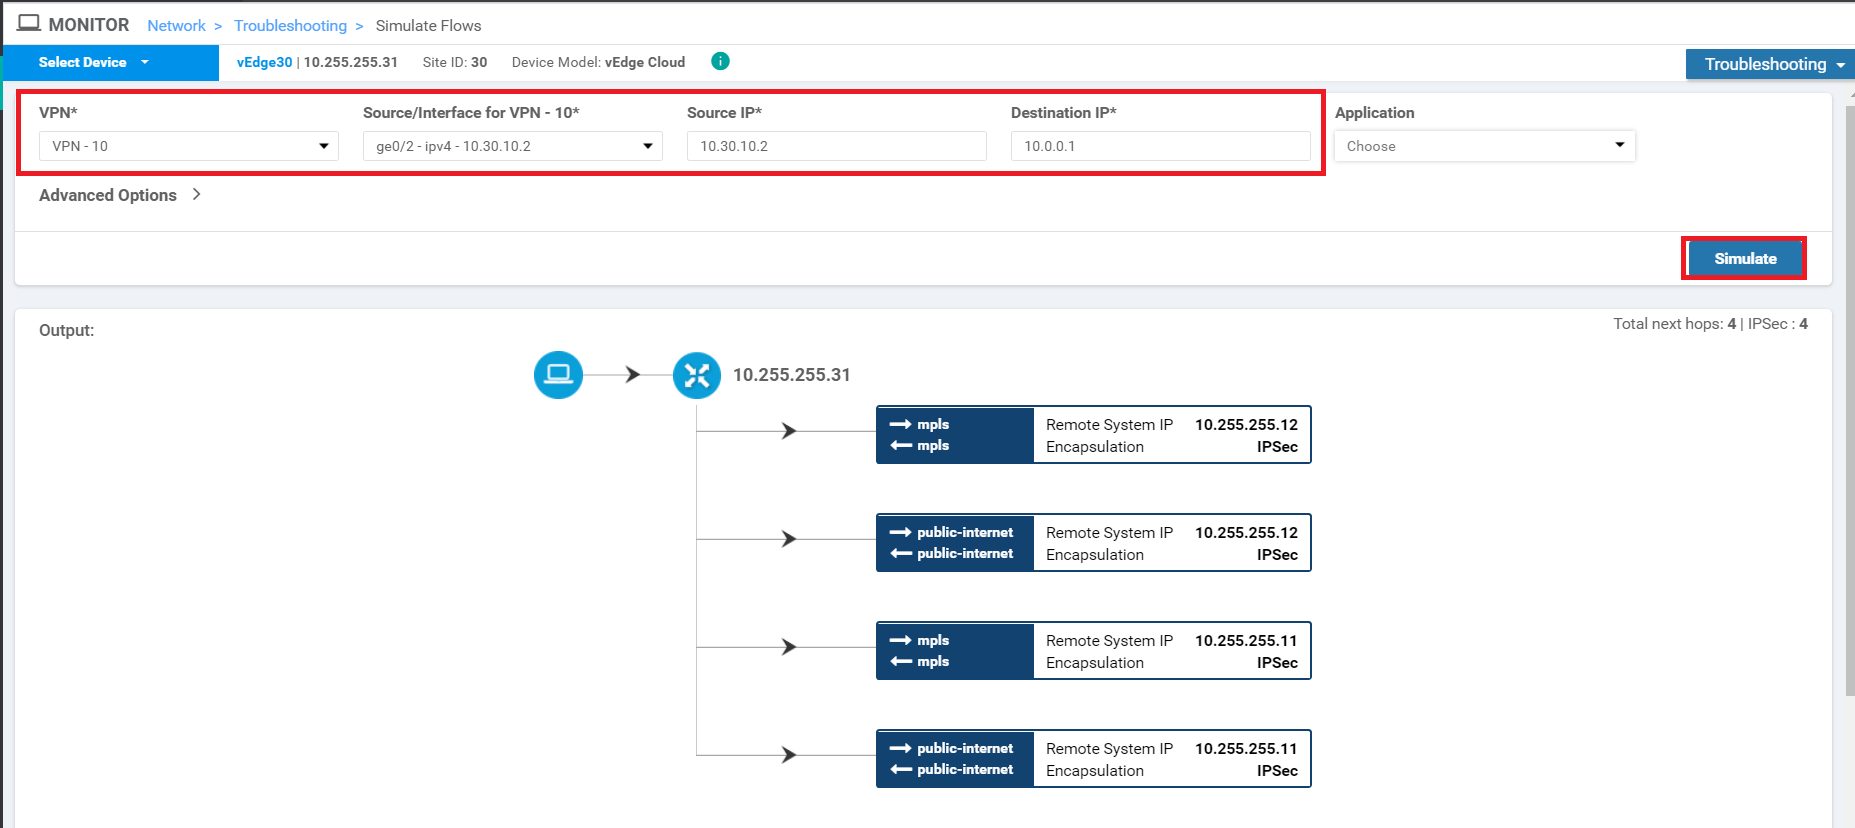 MONITOR Network > Troubleshooting > Simulate Flows
Select Device vEdge30 | 10.255.255.31 Site ID: 30 Device Model: vEdge Cloud i Troubleshooting
VPN* Source/Interface for VPN - 10* Source IP* Destination IP* Application
VPN - 10 ge0/2 - ipv4 - 10.30.10.2 10.30.10.2 10.0.0.1 Choose
Advanced Options >
Simulate
Output: Total next hops: 4 | IPSec : 4
10.255.255.31
mpls Remote System IP 10.255.255.12
mpls Encapsulation IPSec
public-internet Remote System IP 10.255.255.12
public-internet Encapsulation IPSec
mpls Remote System IP 10.255.255.11
mpls Encapsulation IPSec
public-internet Remote System IP 10.255.255.11
public-internet Encapsulation IPSec